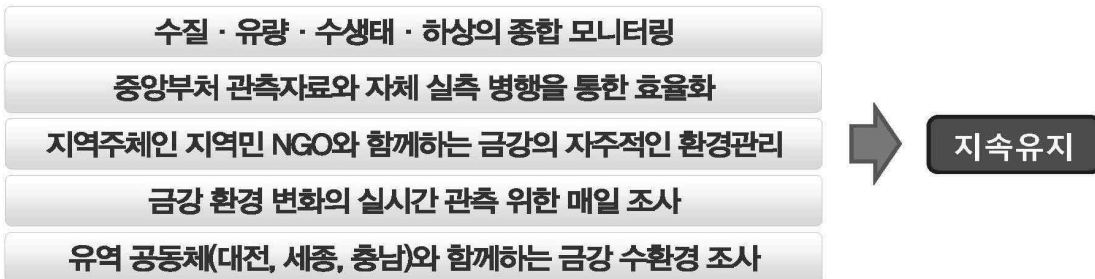 수질 · 유량 · 수생태 · 하상의 종합 모니터링
중앙부처 관측자료와 자체 실측 병행을 통한 효율화
지역주체인 지역민 NGO와 함께하는 금강의 자주적인 환경관리
금강 환경 변화의 실시간 관측 위한 매일 조사
유역 공동체(대전, 세종, 충남)와 함께하는 금강 수환경 조사
지속유지